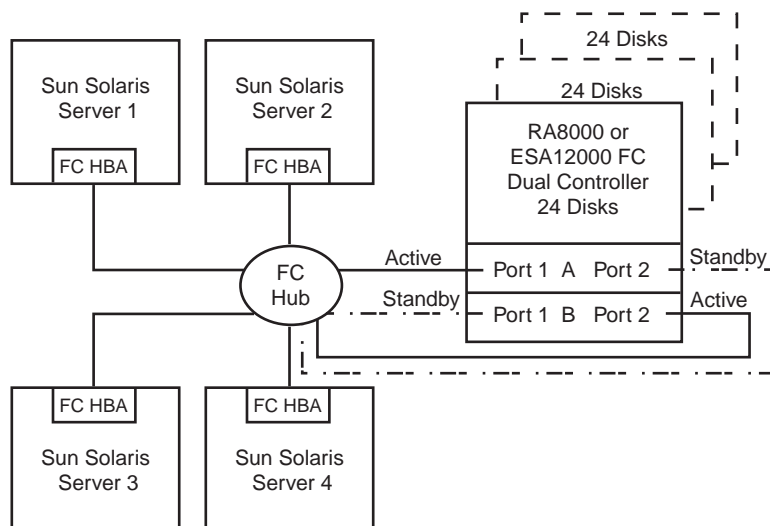 Sun Solaris
Server 1
FC HBA
Sun Solaris
Server 2
FC HBA
24 Disks
24 Disks
RA8000 or
ESA12000 FC
Dual Controller
24 Disks
FC
Hub
Active
Port 1 A Port 2
Standby
Standby
Port 1 B Port 2
Active
FC HBA
Sun Solaris
Server 3
FC HBA
Sun Solaris
Server 4